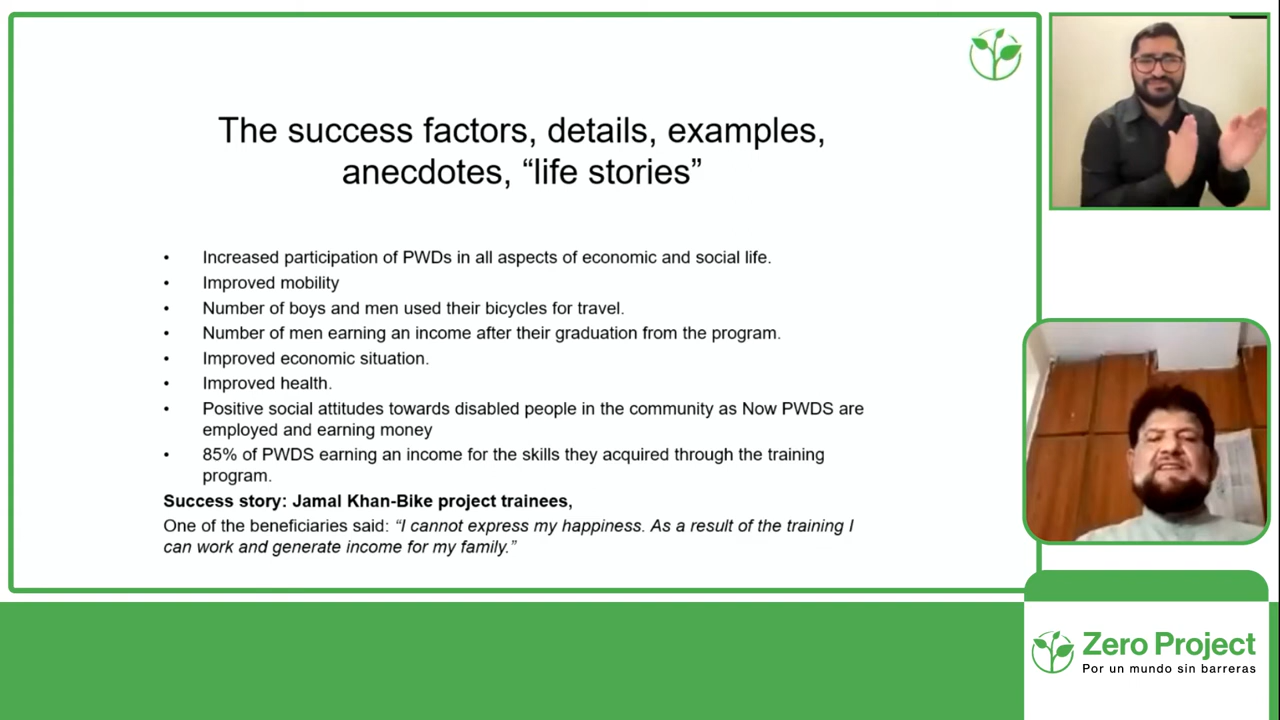 The success factors, details, examples,
anecdotes, “life stories”
• Increased participation of PWDs in all aspects of economic and social life.
• Improved mobility
• Number of boys and men used their bicycles for travel.
• Number of men earning an income after their graduation from the program.
• Improved economic situation.
• Improved health.
• Positive social attitudes towards disabled people in the community as Now PWDS are
employed and earning money
• 85% of PWDS earning an income for the skills they acquired through the training
program.
Success story: Jamal Khan-Bike project trainees,
One of the beneficiaries said: “I cannot express my happiness. As a result of the training I
can work and generate income for my family.”
Zero Project
Por un mundo sin barreras